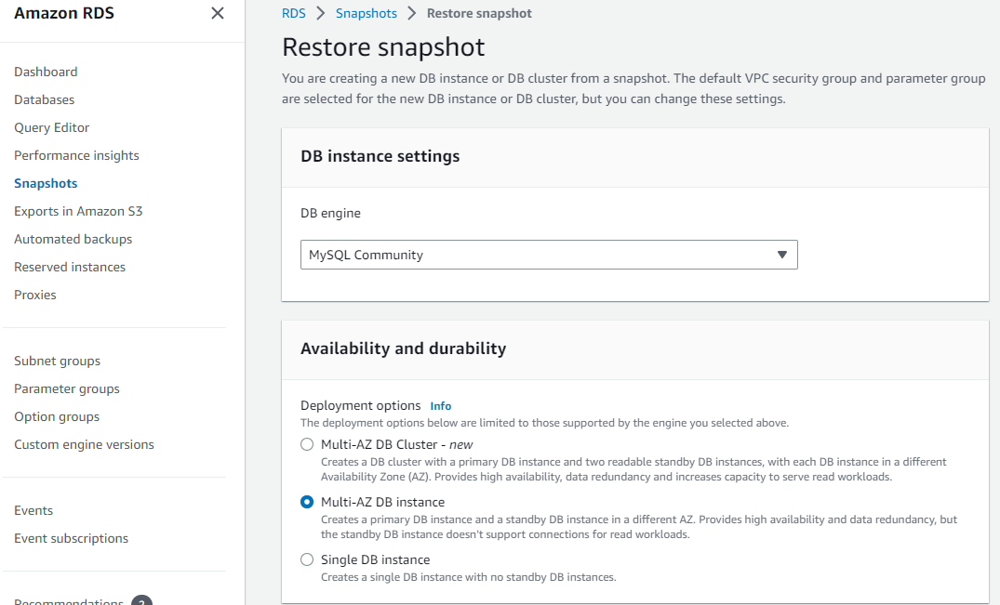 Amazon RDS
Dashboard
Databases
Query Editor
Performance insights
Snapshots
Exports in Amazon S3
Automated backups
Reserved instances
Proxies
Subnet groups
Parameter groups
Option groups
Custom engine versions
Events
Event subscriptions
Recommendations 2
RDS > Snapshots > Restore snapshot
Restore snapshot
You are creating a new DB instance or DB cluster from a snapshot. The default VPC security group and parameter group
are selected for the new DB instance or DB cluster, but you can change these settings.
DB instance settings
DB engine
MySQL Community
Availability and durability
Deployment options Info
The deployment options below are limited to those supported by the engine you selected above.
Multi-AZ DB Cluster - new
Creates a DB cluster with a primary DB instance and two readable standby DB instances, with each DB instance in a different
Availability Zone (AZ). Provides high availability, data redundancy and increases capacity to serve read workloads.
Multi-AZ DB instance
Creates a primary DB instance and a standby DB instance in a different AZ. Provides high availability and data redundancy, but
the standby DB instance doesn't support connections for read workloads.
Single DB instance
Creates a single DB instance with no standby DB instances.